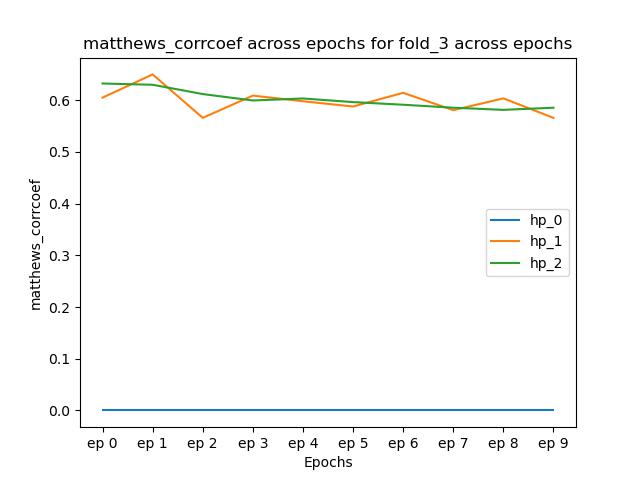 matthews_corrcoef across epochs for fold_3 across epochs
matthews_corrcoef
0.6
0.5
0.4
0.3
0.2
0.1
0.0
hp_0
hp_1
hp_2
ep 0 ep 1 ep 2 ep 3 ep 4 ep 5 ep 6 ep 7 ep 8 ep 9
Epochs